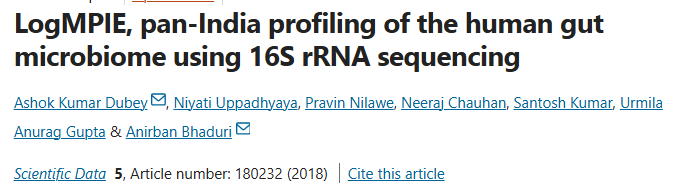 LogMPIE, pan-India profiling of the human gut
microbiome using 16S rRNA sequencing
Ashok Kumar Dubey, Niyati Uppadhyaya, Pravin Nilawe, Neeraj Chauhan, Santosh Kumar, Urmila
Anurag Gupta & Anirban Bhaduri
Scientific Data 5, Article number: 180232 (2018) Cite this article